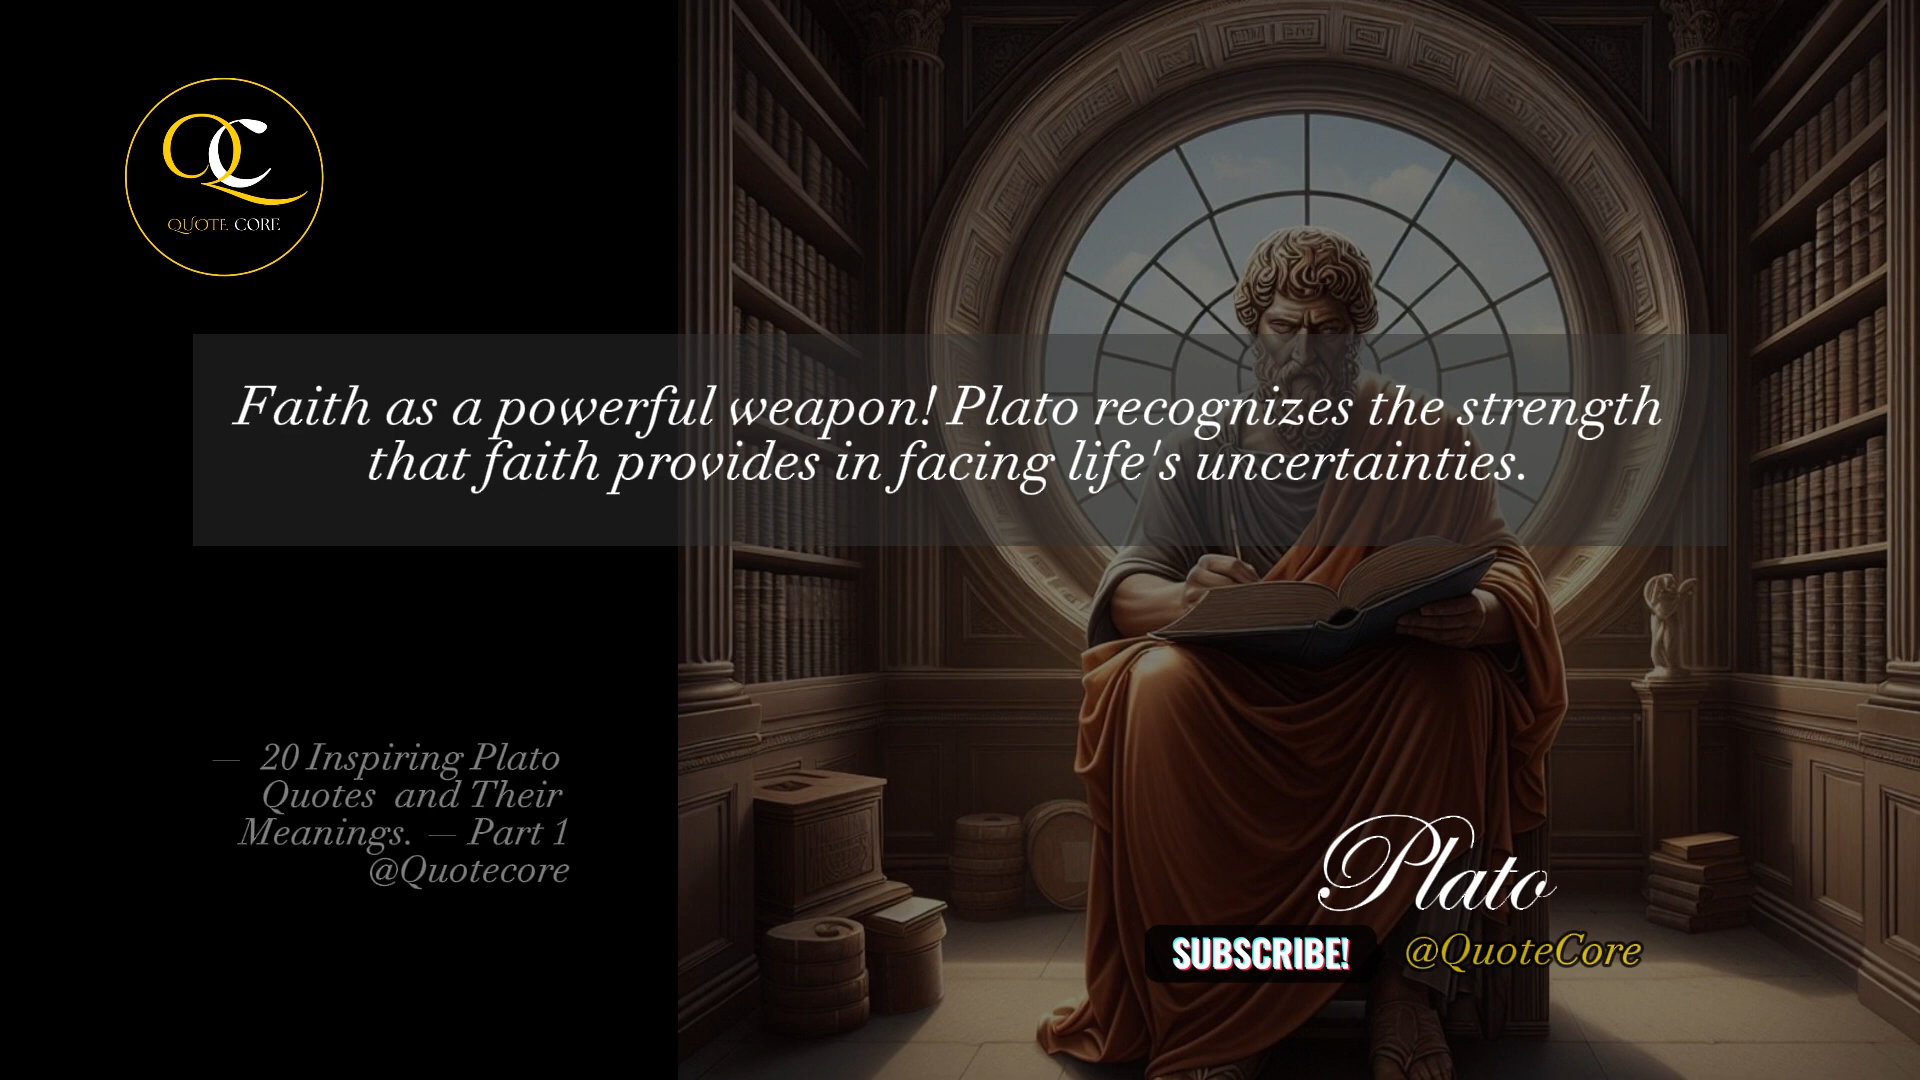 QC
QUOTE CORE
Faith as a powerful weapon! Plato recognizes the strength
that faith provides in facing life's uncertainties.
— 20 Inspiring Plato
Quotes and Their
Meanings. — Part 1
@Quotecore
Plato
SUBSCRIBE!
@QuoteCore